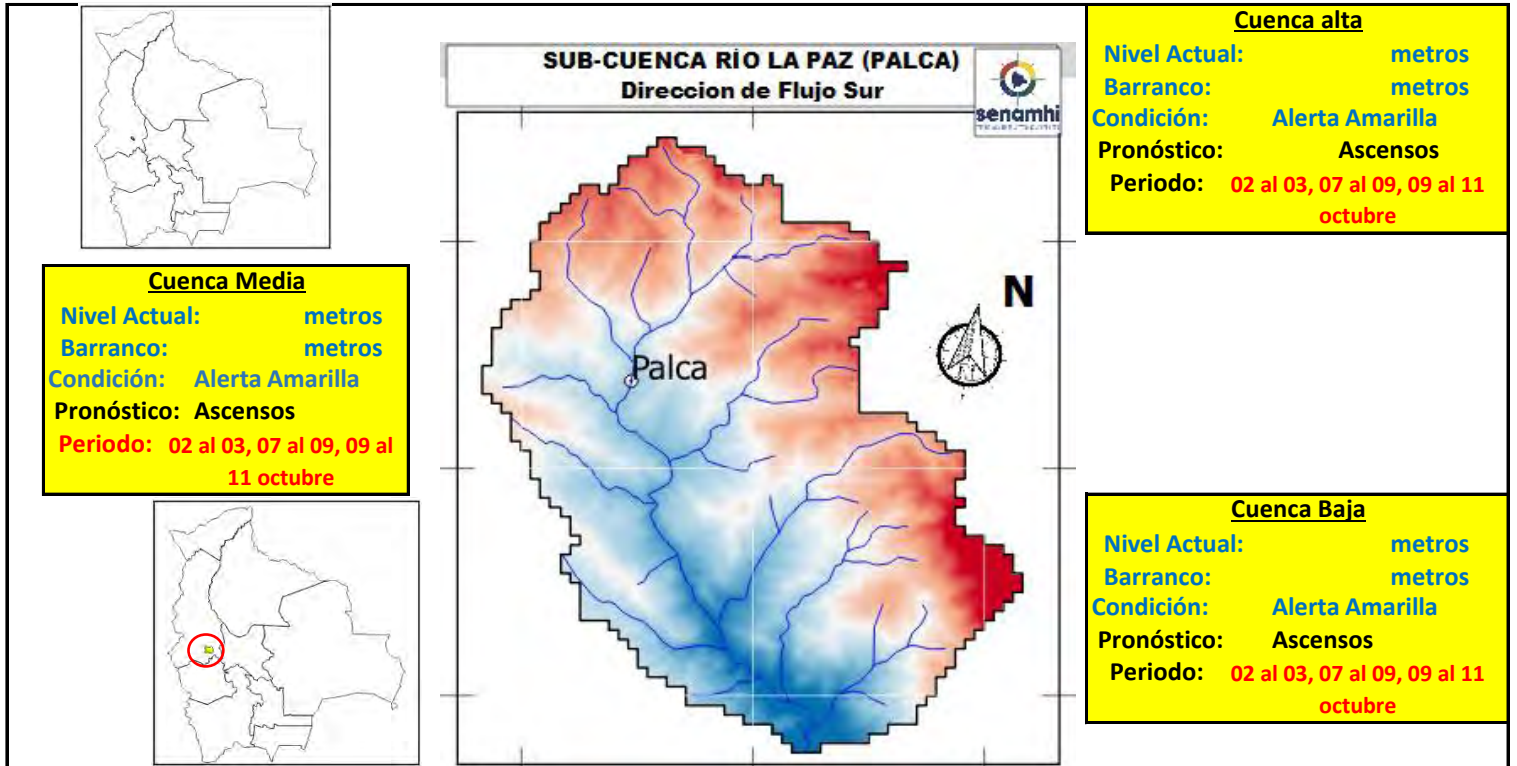 SUB-CUENCA RÍO LA PAZ (PALCA)
Direccion de Flujo Sur
senamhi
Cuenca alta
Nivel Actual: metros
Barranco: metros
Condición: Alerta Amarilla
Pronóstico: Ascensos
Periodo: 02 al 03, 07 al 09, 09 al 11
octubre
Cuenca Media
Nivel Actual: metros
Barranco: metros
Condición: Alerta Amarilla
Pronóstico: Ascensos
Periodo: 02 al 03, 07 al 09, 09 al
11 octubre
N
Palca
Cuenca Baja
Nivel Actual: metros
Barranco: metros
Condición: Alerta Amarilla
Pronóstico: Ascensos
Periodo: 02 al 03, 07 al 09, 09 al 11
octubre